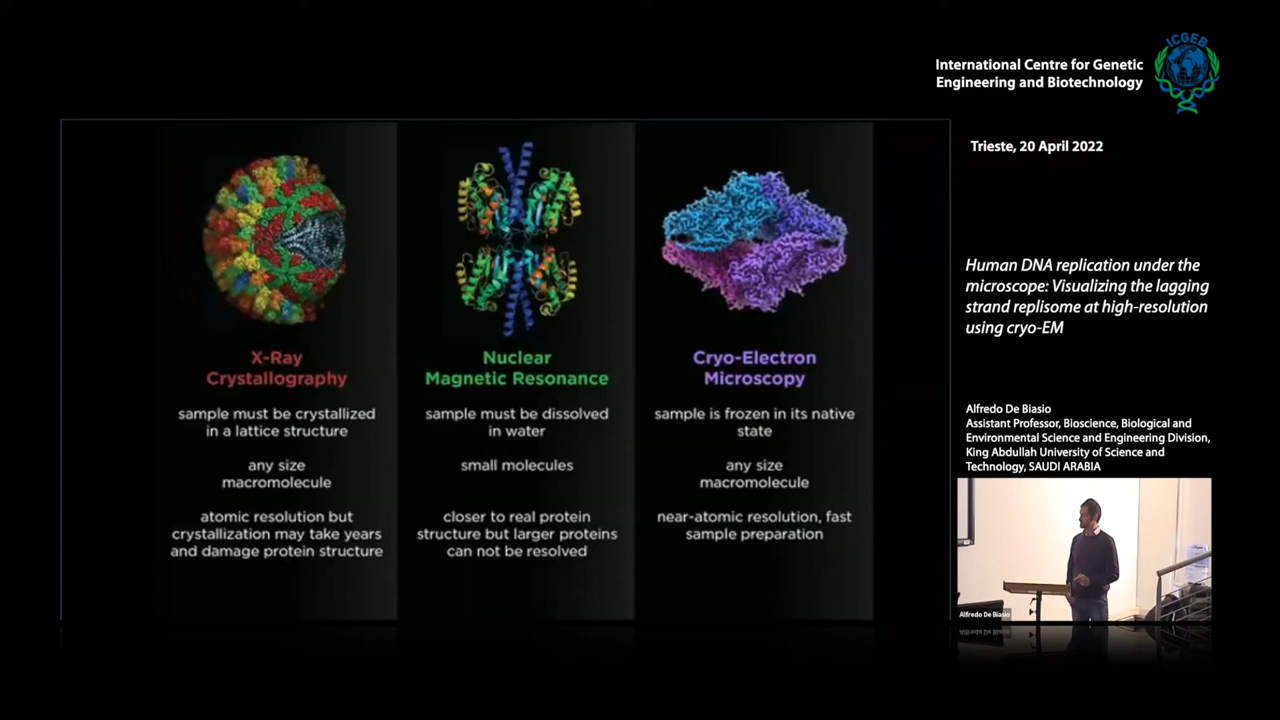 ICGEB
International Centre for Genetic
Engineering and Biotechnology
Trieste, 20 April 2022
X-Ray
Crystallography
sample must be crystallized
in a lattice structure
any size
macromolecule
atomic resolution but
crystallization may take years
and damage protein structure
Nuclear
Magnetic Resonance
sample must be dissolved
in water
small molecules
closer to real protein
structure but larger proteins
can not be resolved
Cryo-Electron
Microscopy
sample is frozen in its native
state
any size
macromolecule
near-atomic resolution, fast
sample preparation
Human DNA replication under the
microscope: Visualizing the lagging
strand replisome at high-resolution
using cryo-EM
Alfredo De Biasio
Assistant Professor, Bioscience, Biological and
Environmental Science and Engineering Division,
King Abdullah University of Science and
Technology, SAUDI ARABIA
Alfredo De Biasio